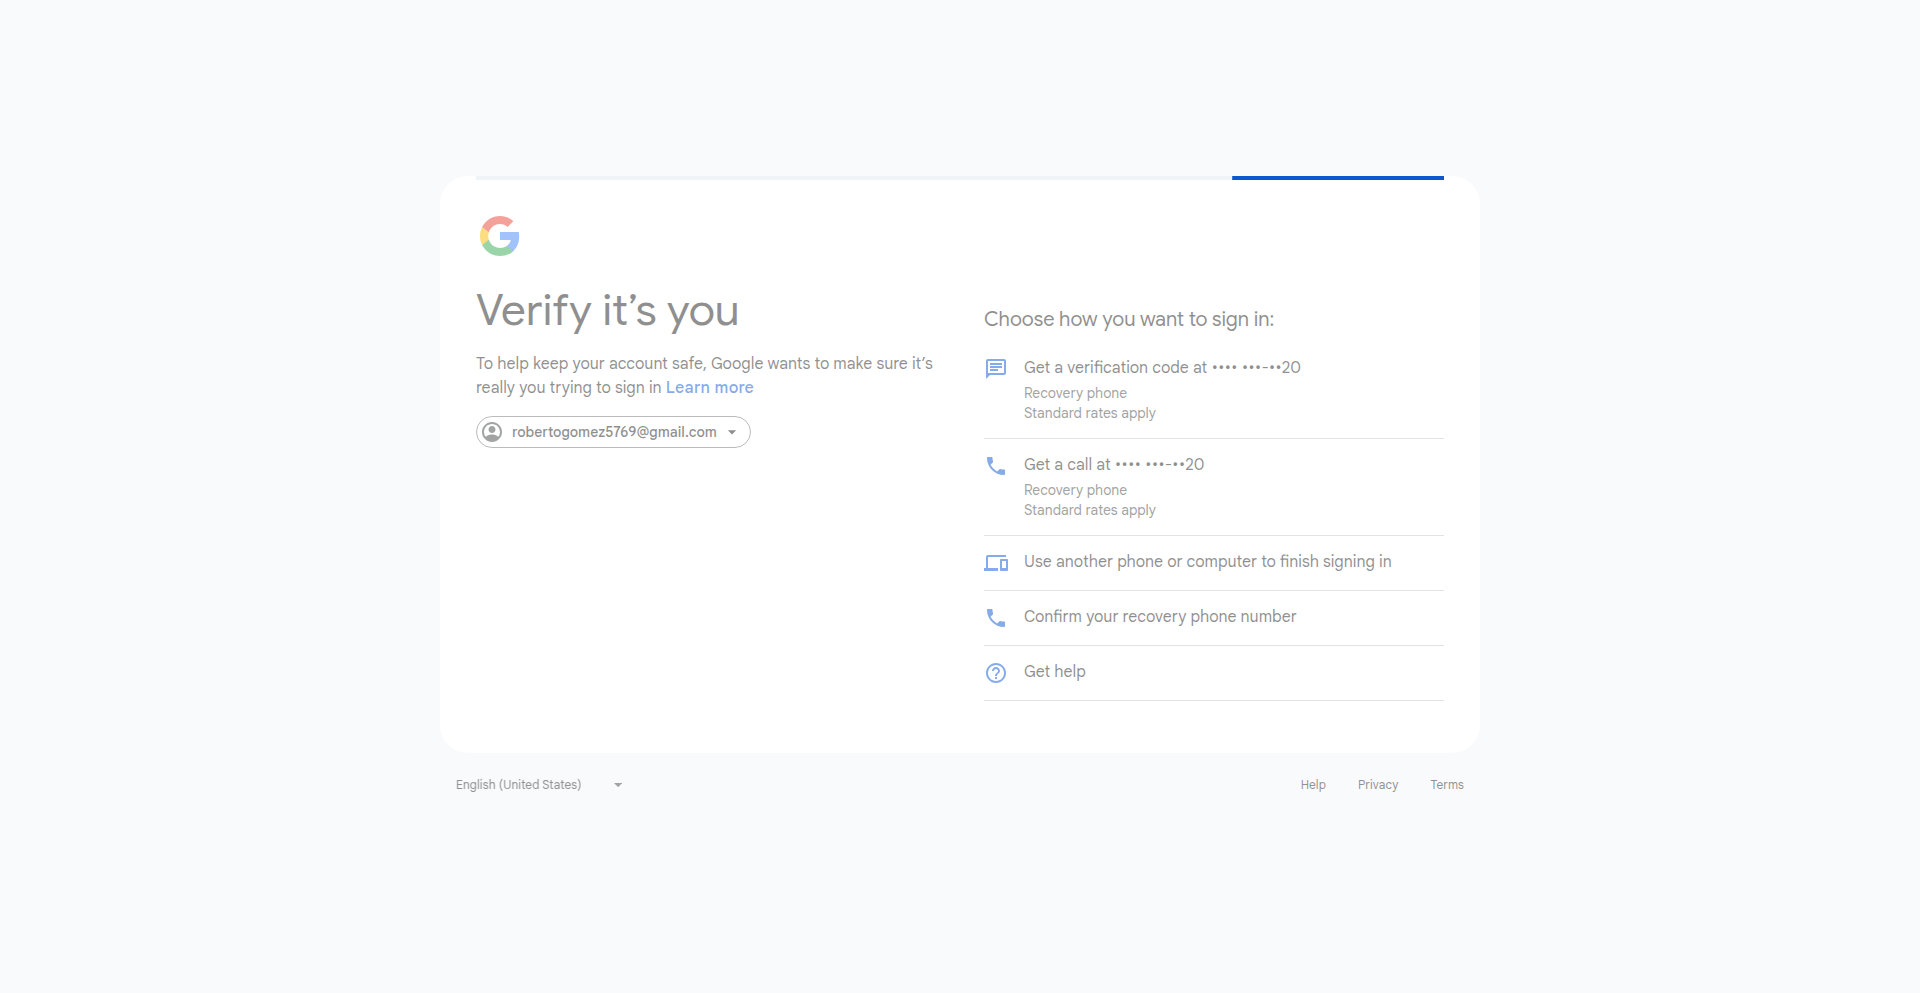 Verify it’s you
To help keep your account safe, Google wants to make sure it’s
really you trying to sign in Learn more
robertogomez5769@gmail.com
Choose how you want to sign in:
Get a verification code at •••• •••-••20
Recovery phone
Standard rates apply
Get a call at •••• •••-••20
Recovery phone
Standard rates apply
Use another phone or computer to finish signing in
Confirm your recovery phone number
Get help
English (United States)
Help Privacy Terms